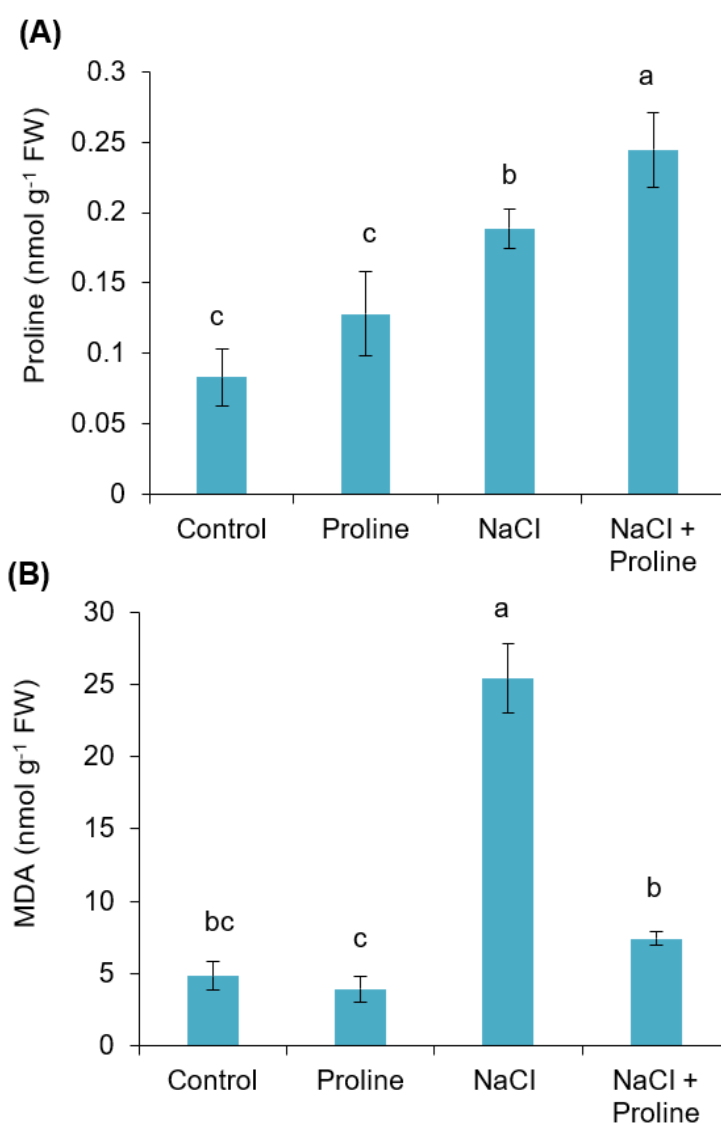 (A)
Proline (nmol g⁻¹ FW)
0.3
0.25
0.2
0.15
0.1
0.05
0
c
c
b
a
Control
Proline
NaCl
NaCl +
Proline
(B)
MDA (nmol g⁻¹ FW)
30
25
20
15
10
5
0
bc
c
a
b
Control
Proline
NaCl
NaCl +
Proline